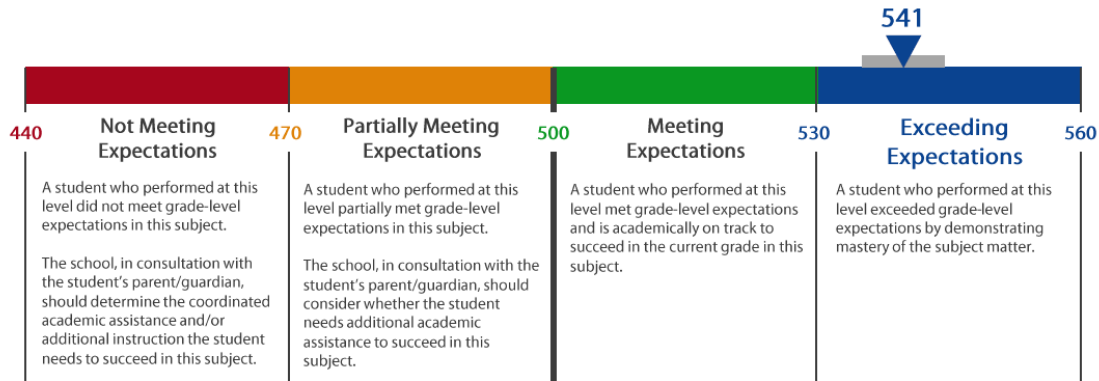 541
440
Not Meeting
Expectations
470
Partially Meeting
Expectations
500
Meeting
Expectations
530
Exceeding
Expectations
560
A student who performed at this
level did not meet grade-level
expectations in this subject.
The school, in consultation with
the student's parent/guardian,
should determine the coordinated
academic assistance and/or
additional instruction the student
needs to succeed in this subject.
A student who performed at this
level partially met grade-level
expectations in this subject.
The school, in consultation with the
student's parent/guardian, should
consider whether the student
needs additional academic
assistance to succeed in this
subject.
A student who performed at this
level met grade-level expectations
and is academically on track to
succeed in the current grade in this
subject.
A student who performed at this
level exceeded grade-level
expectations by demonstrating
mastery of the subject matter.